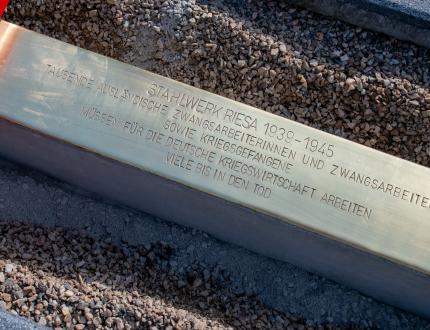 STAHLWERK RIESA 1939-1945
TAUSENDE AUSLÄNDISCHE ZWANGSARBEITERINNEN UND ZWANGSARBEITER
SOWIE KRIEGSGEFANGENE
MÜSSEN FÜR DIE DEUTSCHE KRIEGSWIRTSCHAFT ARBEITEN
VIELE BIS IN DEN TOD